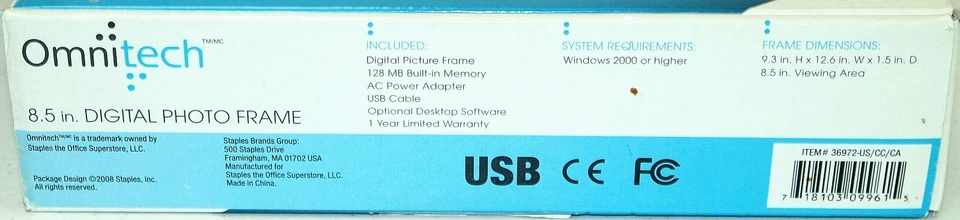 Omnitech™/MC
8.5 in. DIGITAL PHOTO FRAME
INCLUDED:
Digital Picture Frame
128 MB Built-in Memory
AC Power Adapter
USB Cable
Optional Desktop Software
1 Year Limited Warranty
SYSTEM REQUIREMENTS:
Windows 2000 or higher
FRAME DIMENSIONS:
9.3 in. H x 12.6 in. W x 1.5 in. D
8.5 in. Viewing Area
Omnitech™/MC is a trademark owned by
Staples the Office Superstore, LLC.
Package Design ©2008 Staples, Inc.
All rights reserved.
Staples Brands Group:
500 Staples Drive
Framingham, MA 01702 USA
Manufactured for
Staples the Office Superstore, LLC.
Made in China.
USB CE FC
ITEM# 36972-US/CC/CA
7 18103 09961 5